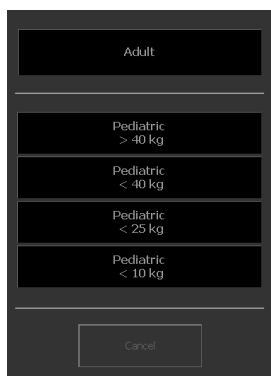 Adult
Pediatric
> 40 kg
Pediatric
< 40 kg
Pediatric
< 25 kg
Pediatric
< 10 kg
Cancel